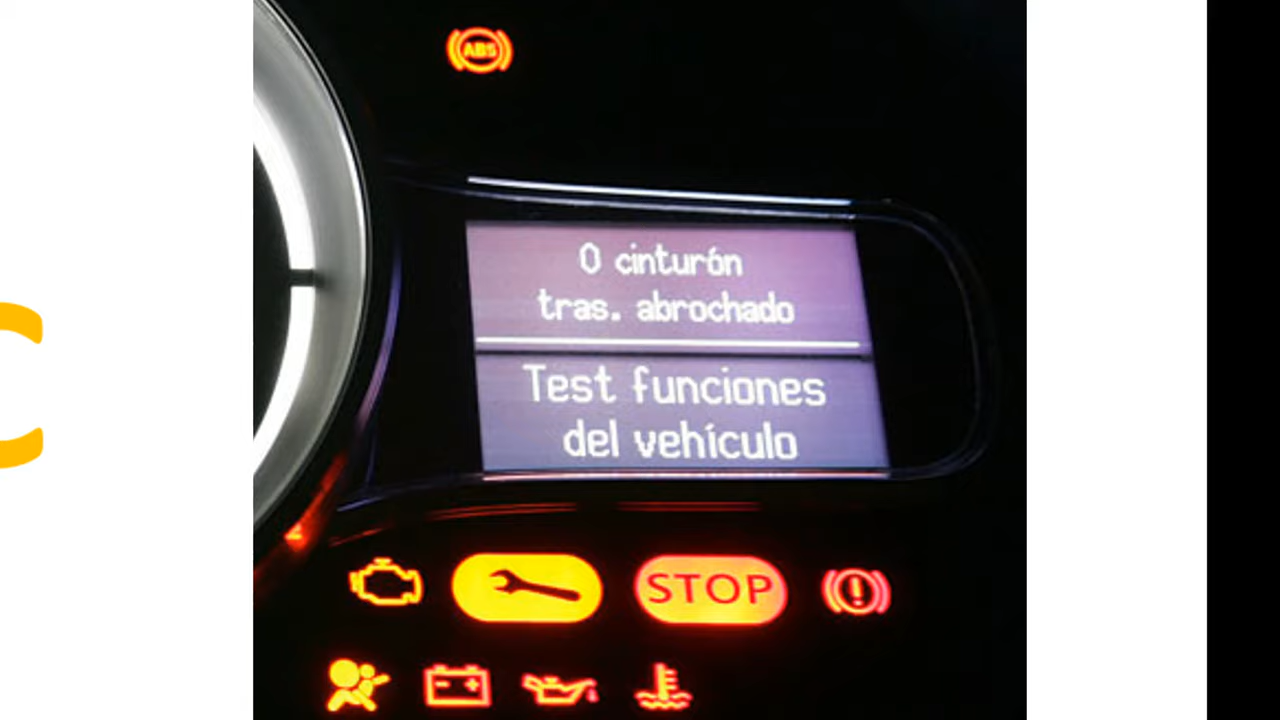 ABS
0 cinturón
tras. abrochado
Test funciones
del vehículo
STOP